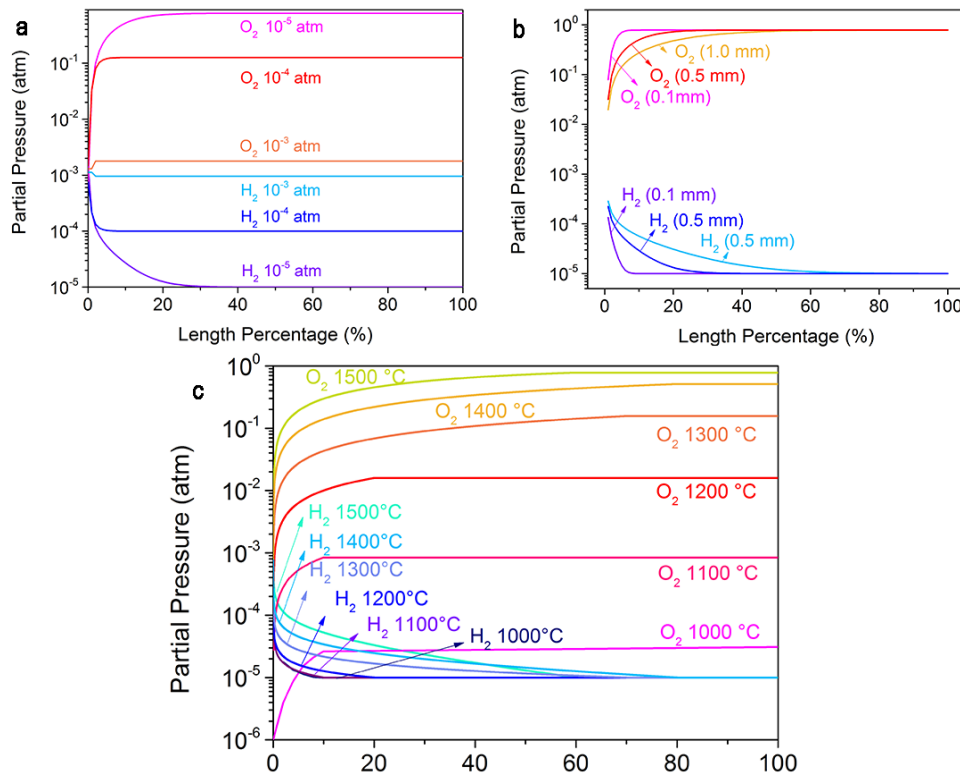 a
Partial Pressure (atm)
10⁻¹
10⁻²
10⁻³
10⁻⁴
10⁻⁵
O₂ 10⁻⁵ atm
O₂ 10⁻⁴ atm
O₂ 10⁻³ atm
H₂ 10⁻³ atm
H₂ 10⁻⁴ atm
H₂ 10⁻⁵ atm
0 20 40 60 80 100
Length Percentage (%)
b
Partial Pressure (atm)
10⁰
10⁻¹
10⁻²
10⁻³
10⁻⁴
10⁻⁵
O₂ (1.0 mm)
O₂ (0.5 mm)
O₂ (0.1mm)
H₂ (0.1 mm)
H₂ (0.5 mm)
H₂ (0.5 mm)
0 20 40 60 80 100
Length Percentage (%)
c
Partial Pressure (atm)
10⁰
10⁻¹
10⁻²
10⁻³
10⁻⁴
10⁻⁵
10⁻⁶
O₂ 1500 °C
O₂ 1400 °C
O₂ 1300 °C
O₂ 1200 °C
H₂ 1500°C
H₂ 1400°C
H₂ 1300°C
O₂ 1100 °C
H₂ 1200°C
H₂ 1100°C
H₂ 1000°C
O₂ 1000 °C
0 20 40 60 80 100